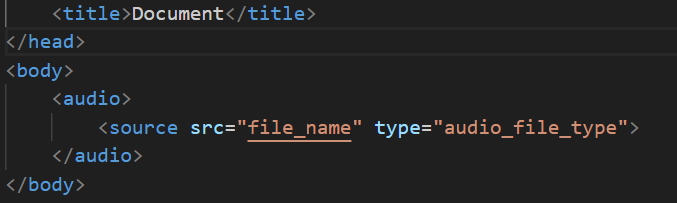 <title>Document</title>
</head>
<body>
<audio>
<source src="file_name" type="audio_file_type">
</audio>
</body>